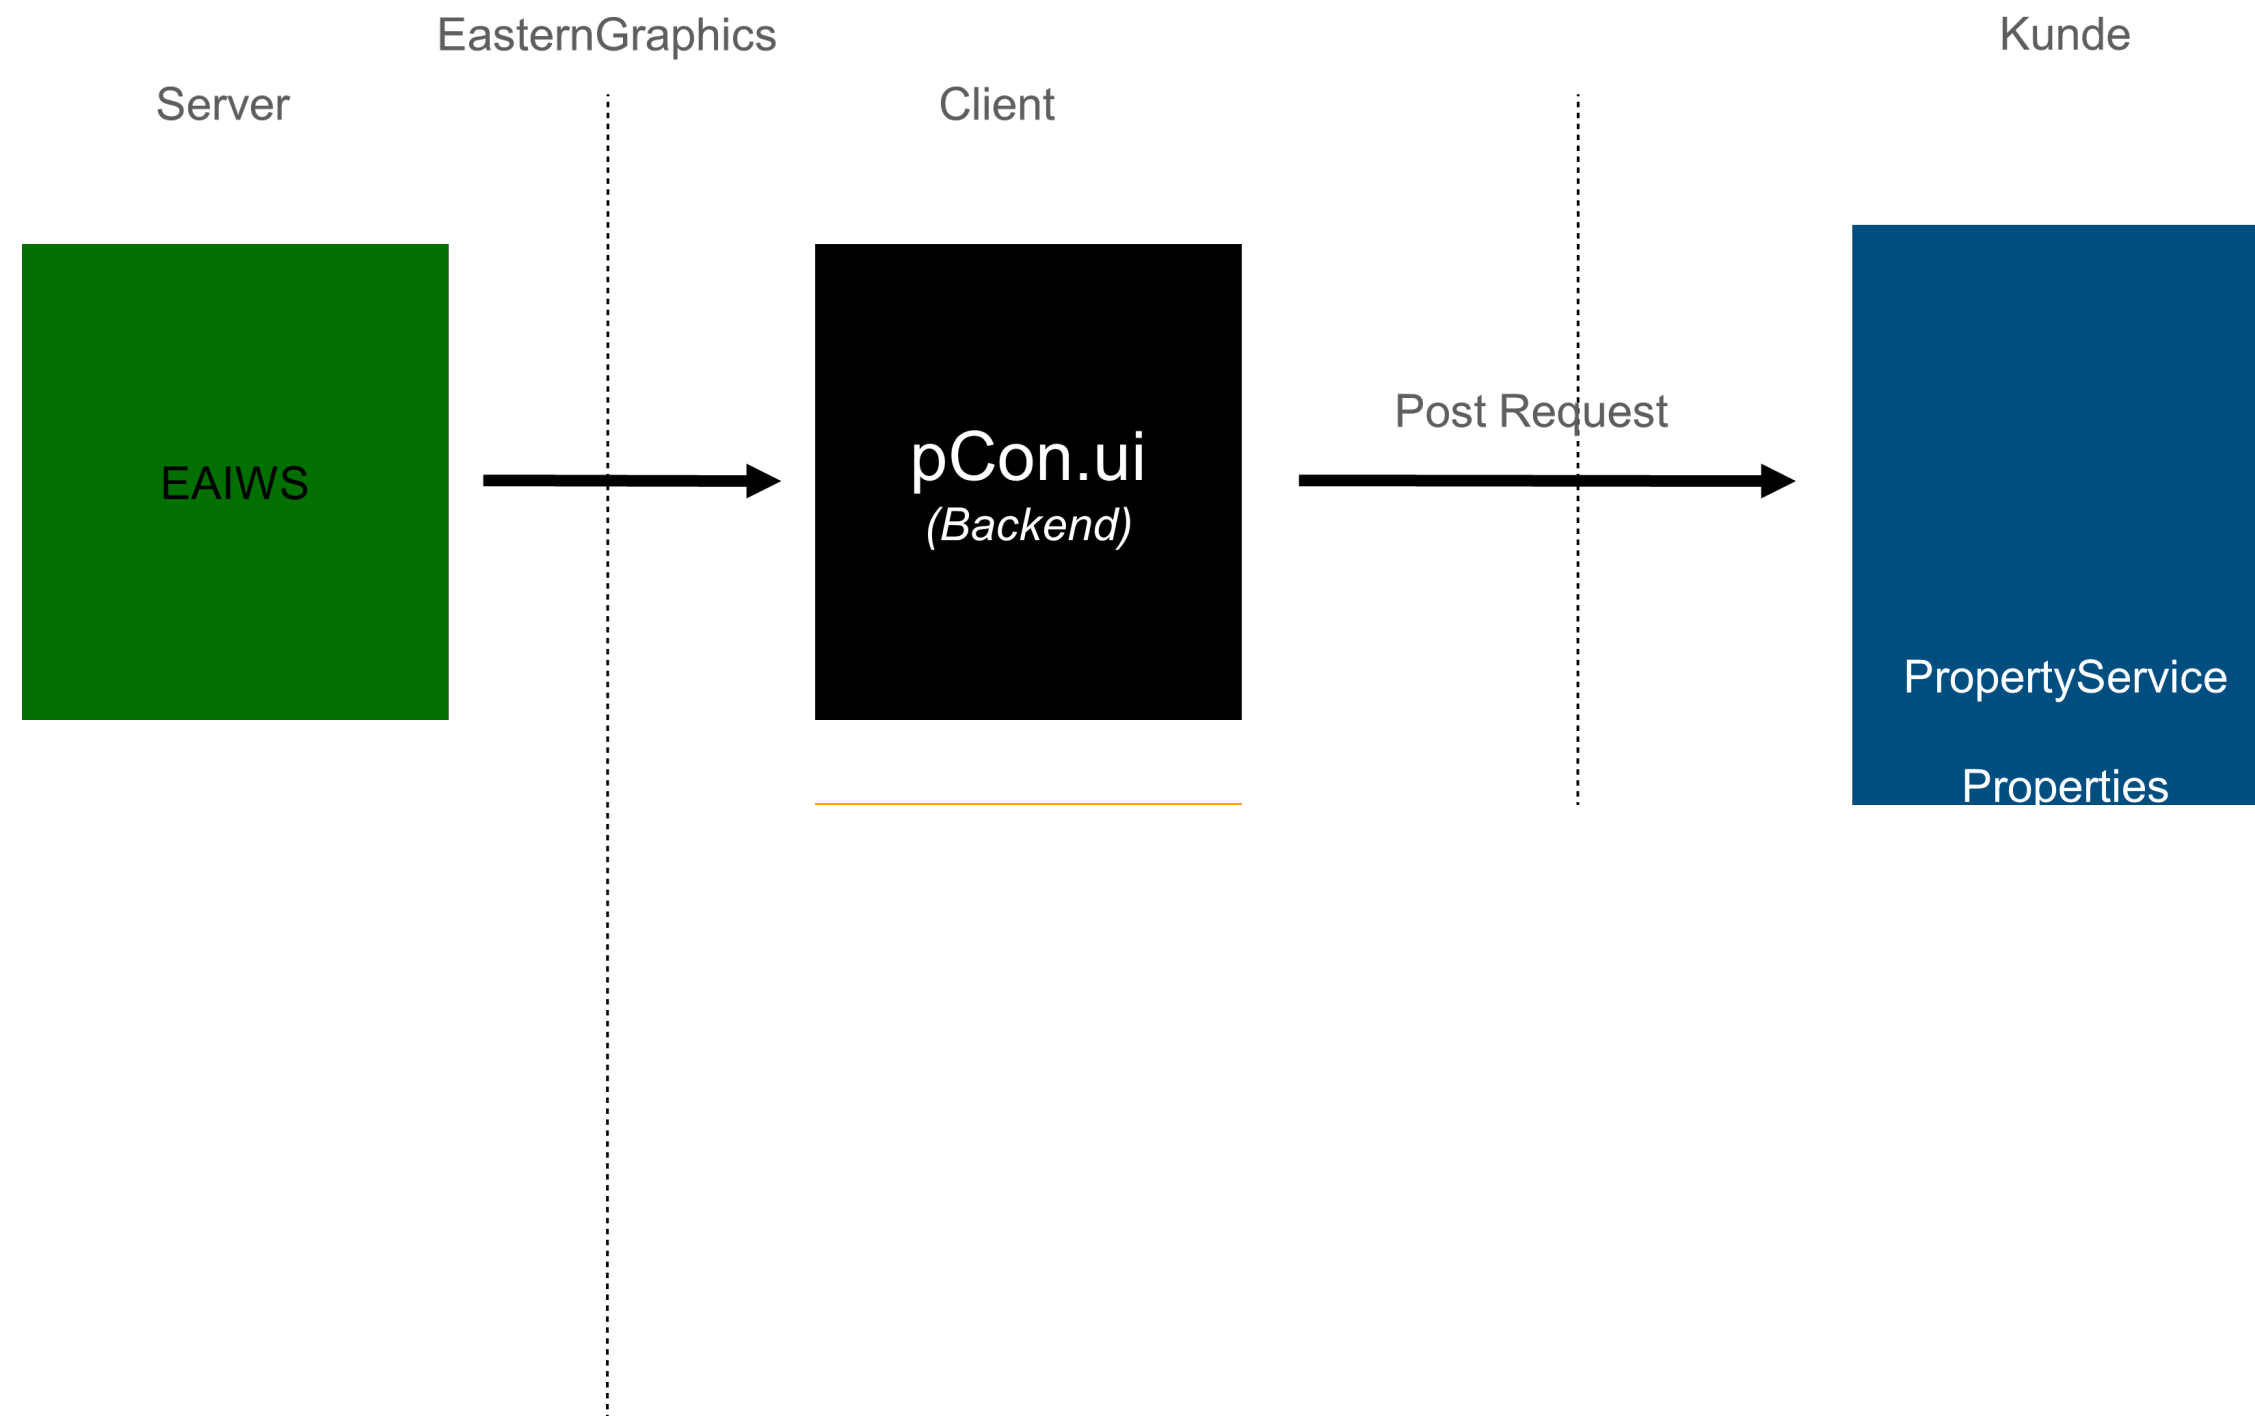 EasternGraphics
Kunde
Server
Client
Post Request
EAIWS
pCon.ui
(Backend)
PropertyService
Properties